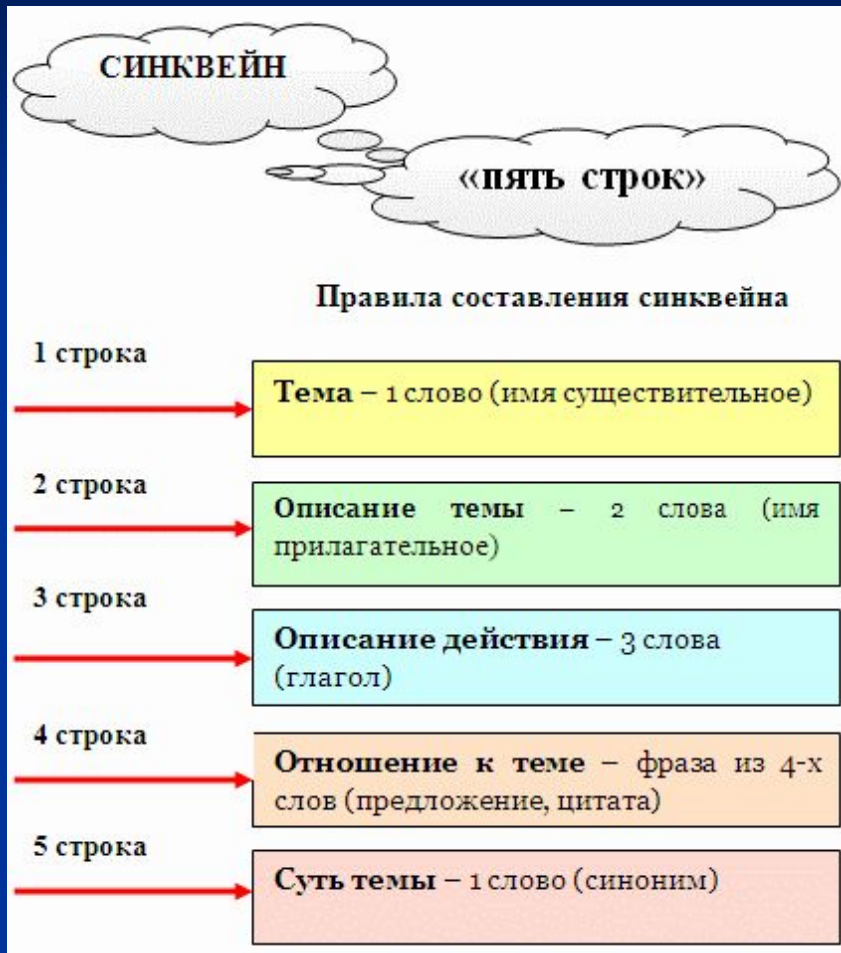 СИНКВЕЙН
«пять строк»
Правила составления синквейна
1 строка
Тема – 1 слово (имя существительное)
2 строка
Описание темы – 2 слова (имя
прилагательное)
3 строка
Описание действия – 3 слова
(глагол)
4 строка
Отношение к теме – фраза из 4-х
слов (предложение, цитата)
5 строка
Суть темы – 1 слово (синоним)